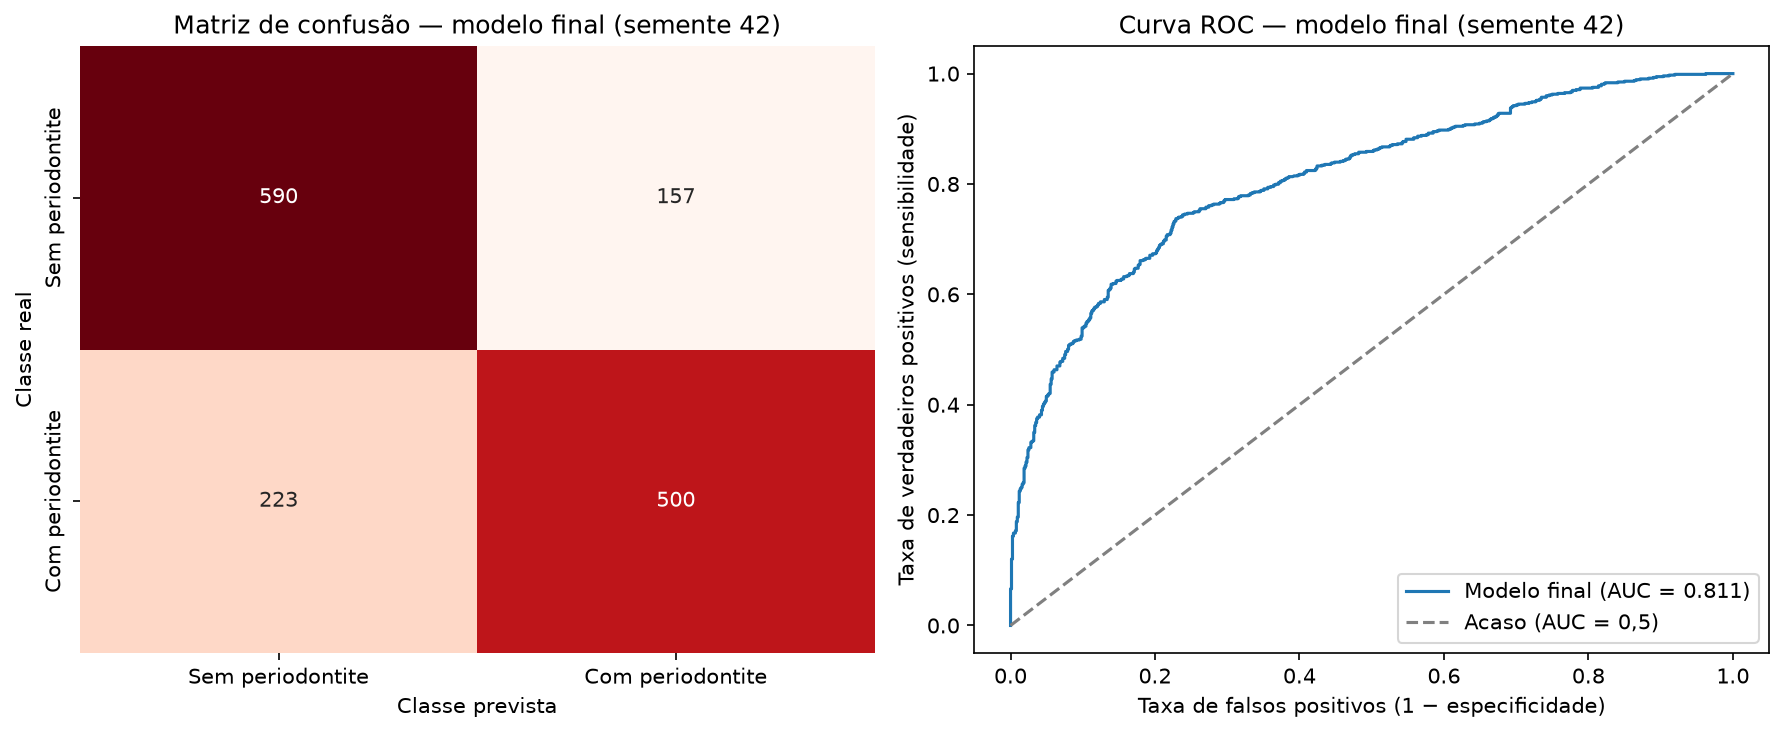 Matriz de confusão — modelo final (semente 42)
Classe real
Sem periodontite
Com periodontite
590
157
223
500
Sem periodontite
Com periodontite
Classe prevista
Curva ROC — modelo final (semente 42)
Taxa de verdadeiros positivos (sensibilidade)
1.0
0.8
0.6
0.4
0.2
0.0
Modelo final (AUC = 0.811)
Acaso (AUC = 0,5)
0.0
0.2
0.4
0.6
0.8
1.0
Taxa de falsos positivos (1 − especificidade)